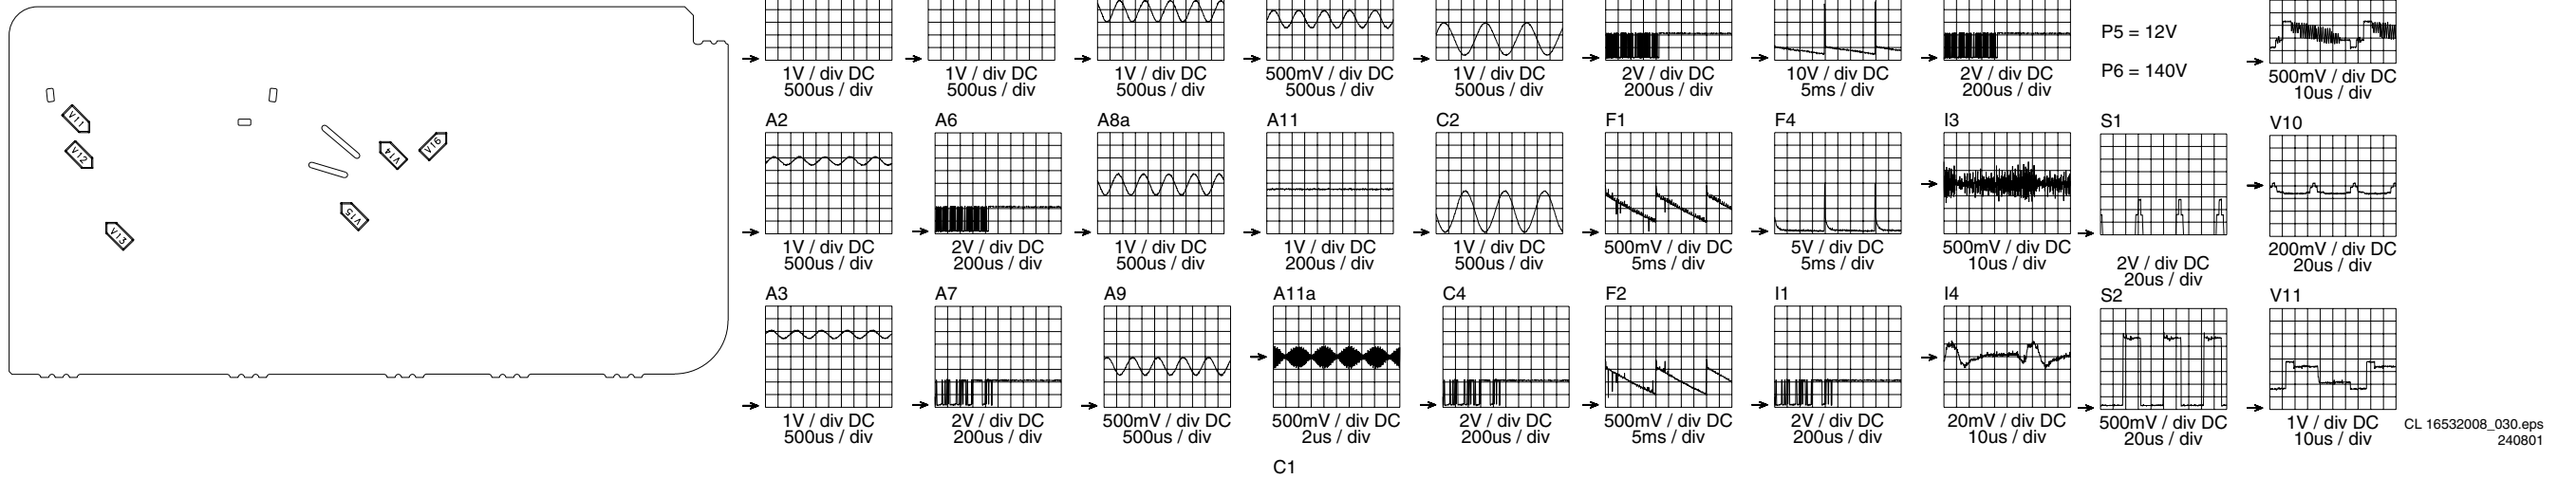 V11
V12
V13
V14
V16
V15
1V / div DC
500us / div
1V / div DC
500us / div
1V / div DC
500us / div
500mV / div DC
500us / div
1V / div DC
500us / div
2V / div DC
200us / div
10V / div DC
5ms / div
2V / div DC
200us / div
P5 = 12V
P6 = 140V
500mV / div DC
10us / div
A2
1V / div DC
500us / div
A6
2V / div DC
200us / div
A8a
1V / div DC
500us / div
A11
1V / div DC
200us / div
C2
1V / div DC
500us / div
F1
500mV / div DC
5ms / div
F4
5V / div DC
5ms / div
I3
500mV / div DC
10us / div
S1
2V / div DC
20us / div
V10
200mV / div DC
20us / div
A3
1V / div DC
500us / div
A7
2V / div DC
200us / div
A9
500mV / div DC
500us / div
A11a
500mV / div DC
2us / div
C4
2V / div DC
200us / div
F2
500mV / div DC
5ms / div
I1
2V / div DC
200us / div
I4
20mV / div DC
10us / div
S2
500mV / div DC
20us / div
V11
1V / div DC
10us / div
CL 16532008_030.eps
240801
C1